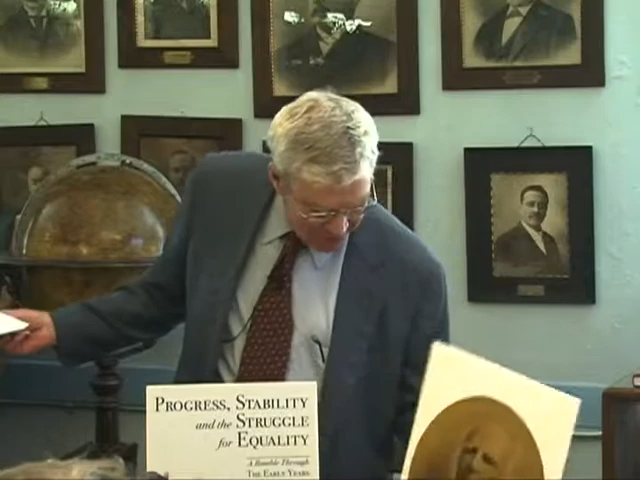 PROGRESS, STABILITY
and the STRUGGLE
for EQUALITY
A Ramble Through
THE EARLY YEARS